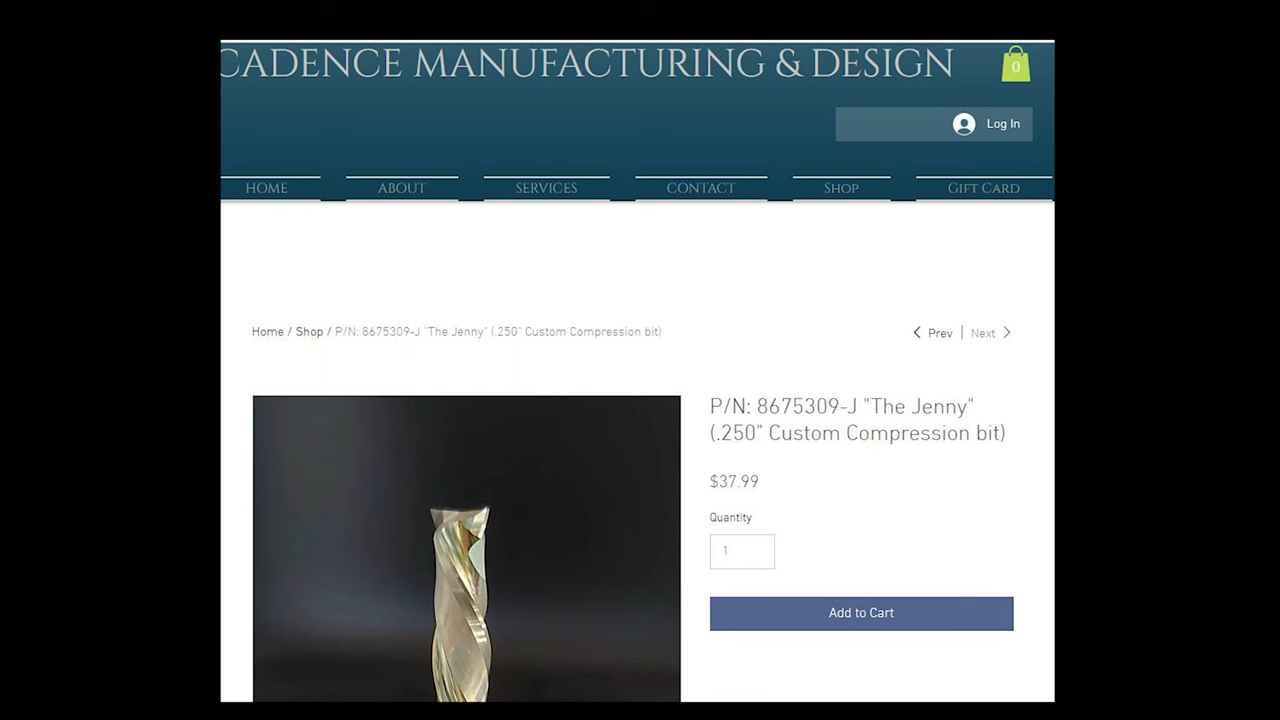 CADENCE MANUFACTURING & DESIGN
0
Log In
HOME ABOUT SERVICES CONTACT Shop Gift Card
Home / Shop / P/N: 8675309-J "The Jenny" (.250" Custom Compression bit)
Prev | Next
P/N: 8675309-J "The Jenny"
(.250" Custom Compression bit)
$37.99
Quantity
1
Add to Cart